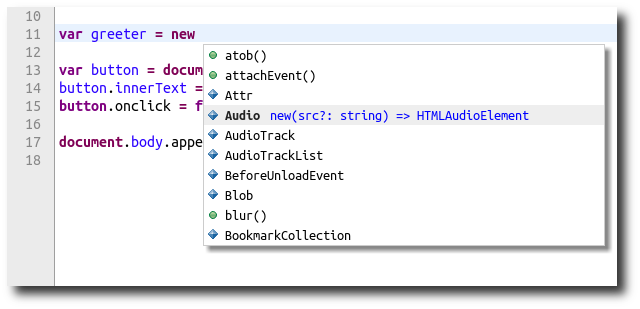 10
11 var greeter = new
12
13 var button = docum
14 button.innerText =
15 button.onclick = f
16
17 document.body.appe
18
atob()
attachEvent()
Attr
Audio new(src?: string) => HTMLAudioElement
AudioTrack
AudioTrackList
BeforeUnloadEvent
Blob
blur()
BookmarkCollection